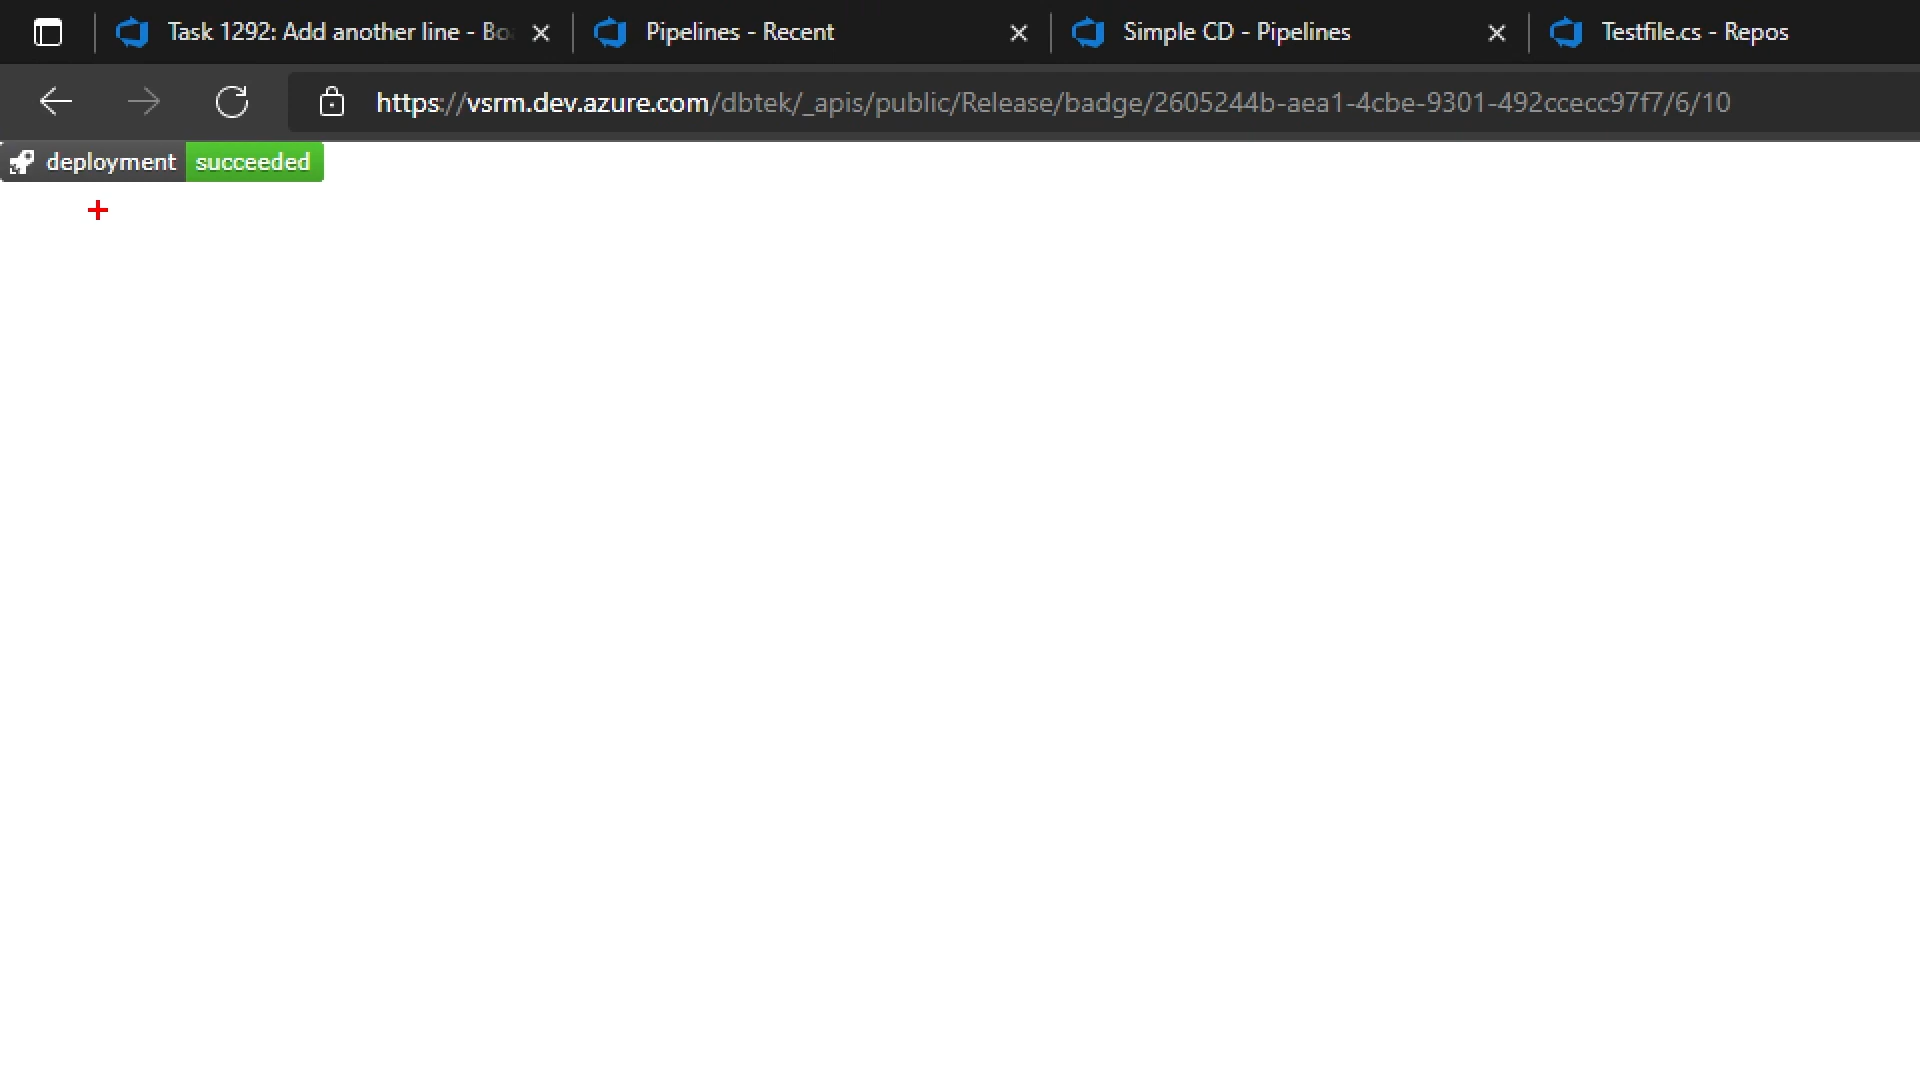 Task 1292: Add another line - Bo
Pipelines - Recent
Simple CD - Pipelines
Testfile.cs - Repos
https://vsrm.dev.azure.com/dbtek/_apis/public/Release/badge/2605244b-aea1-4cbe-9301-492ccecc97f7/6/10
deployment succeeded